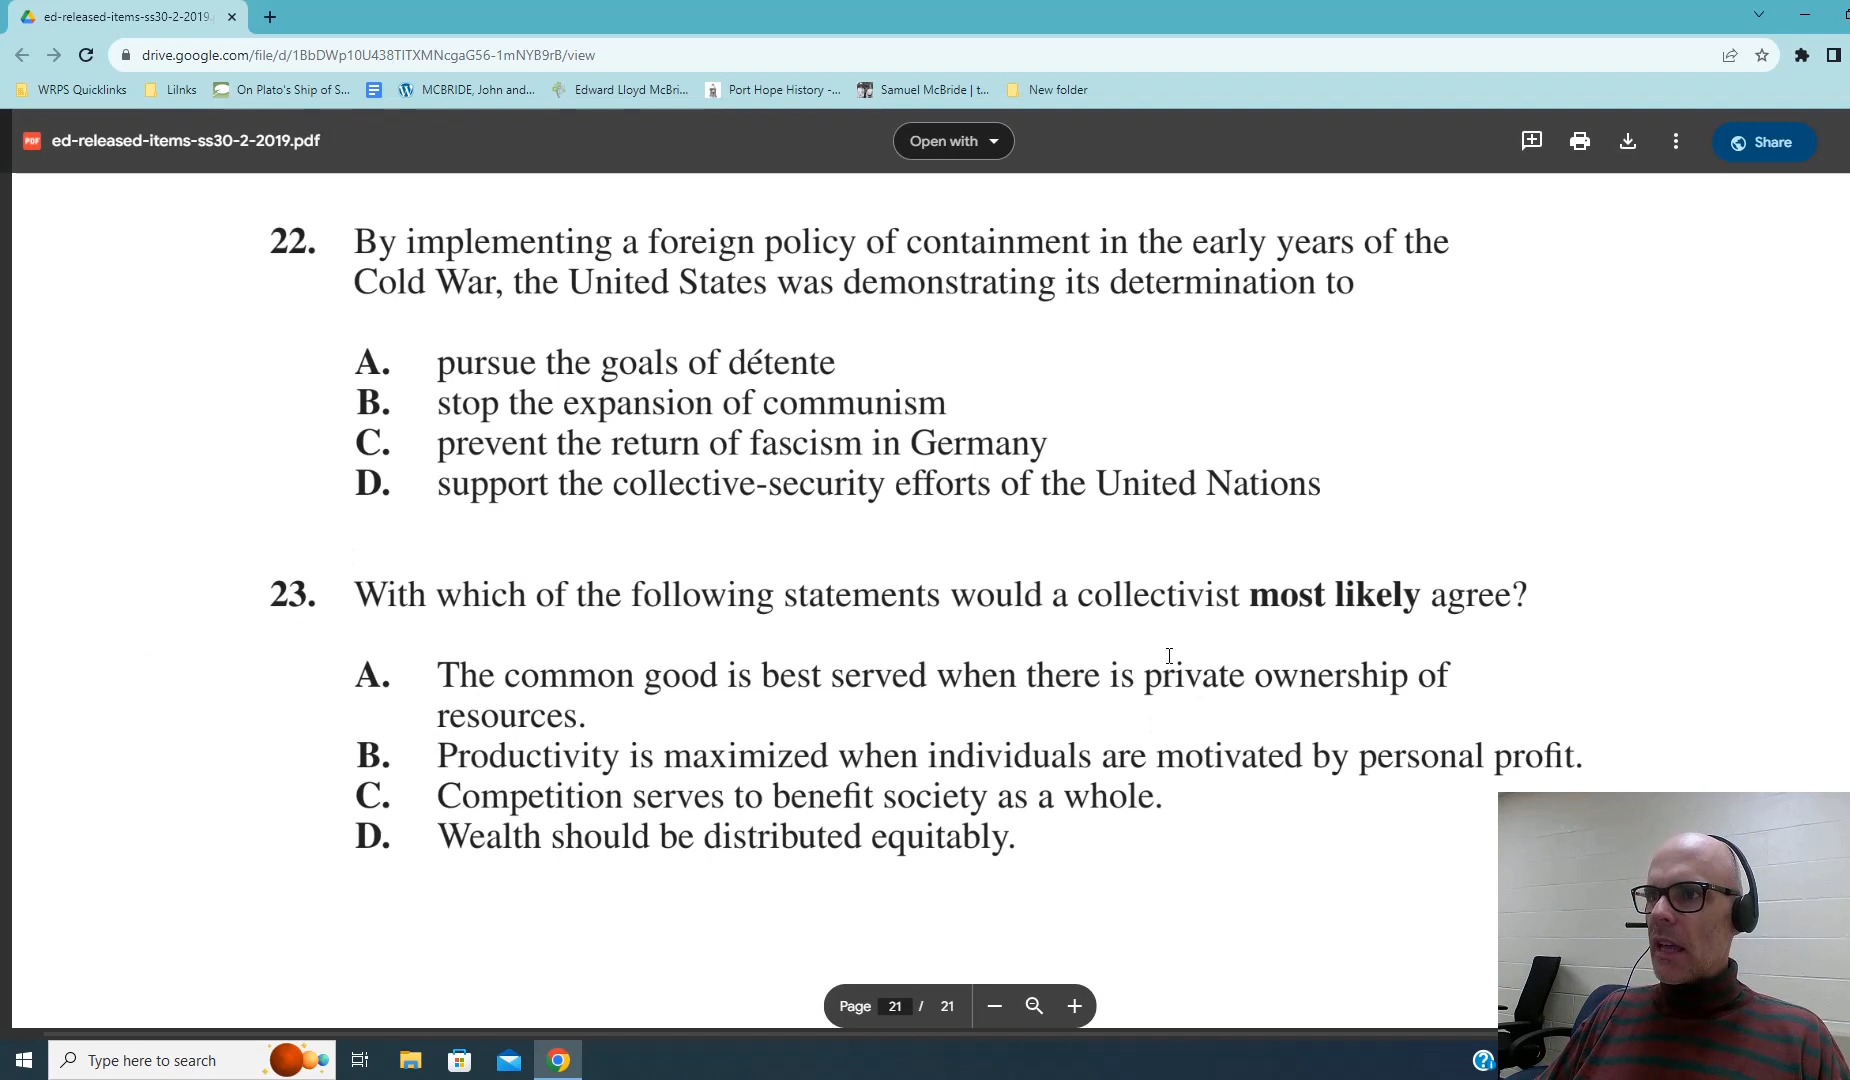 ed-released-items-ss30-2-2019.
drive.google.com/file/d/1BbDWp10U438TlTXMNcgaG56-1mNYB9rB/view
WRPS Quicklinks LiInks On Plato's Ship of S... MCBRIDE, John and... Edward Lloyd McBri... Port Hope History -... Samuel McBride | t... New folder
PDF ed-released-items-ss30-2-2019.pdf Open with Share
22. By implementing a foreign policy of containment in the early years of the
Cold War, the United States was demonstrating its determination to
A. pursue the goals of détente
B. stop the expansion of communism
C. prevent the return of fascism in Germany
D. support the collective-security efforts of the United Nations
23. With which of the following statements would a collectivist most likely agree?
A. The common good is best served when there is private ownership of
resources.
B. Productivity is maximized when individuals are motivated by personal profit.
C. Competition serves to benefit society as a whole.
D. Wealth should be distributed equitably.
Page 21 / 21
Type here to search